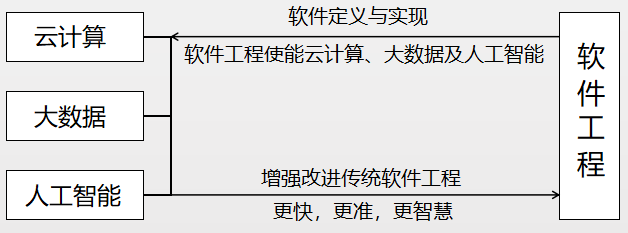 云计算
大数据
人工智能
软件定义与实现
软件工程使能云计算、大数据及人工智能
增强改进传统软件工程
更快，更准，更智慧
软件工程